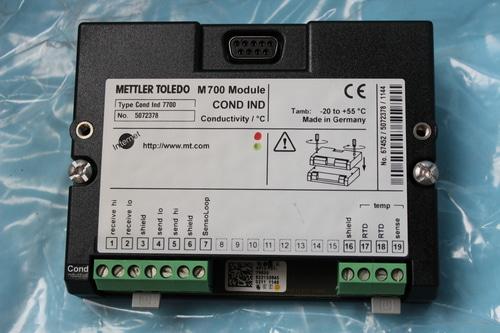 METTLER TOLEDO
M 700 Module
Type Cond Ind 7700
No. 5072378
COND IND
Conductivity / °C
CE
Tamb: -20 to +55 °C
Made in Germany
Internet
http://www.mt.com
No. 67452 / 5072378 / 1144
receive hi
receive lo
shield
send lo
send hi
shield
SensoLoop
shield
temp
RTD
RTD
sense
1 2 3 4 5 6 7 8 9 10 11 12 13 14 15 16 17 18 19
Cond